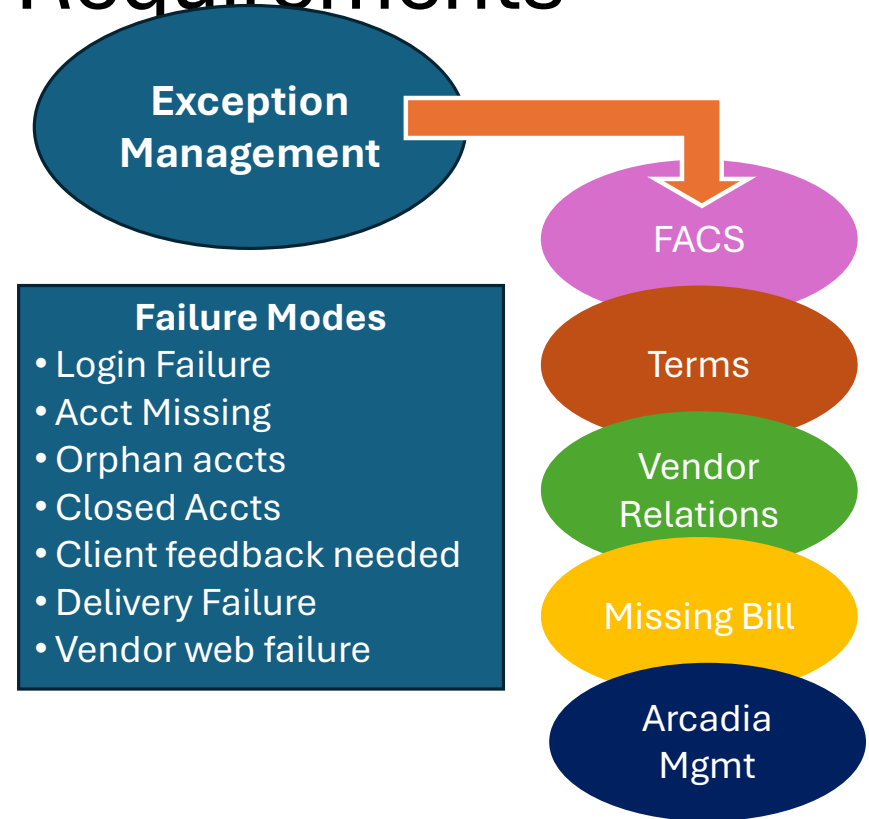 Requirements
Exception
Management
FACS
Failure Modes
• Login Failure
• Acct Missing
• Orphan accts
• Closed Accts
• Client feedback needed
• Delivery Failure
• Vendor web failure
Terms
Vendor
Relations
Missing Bill
Arcadia
Mgmt